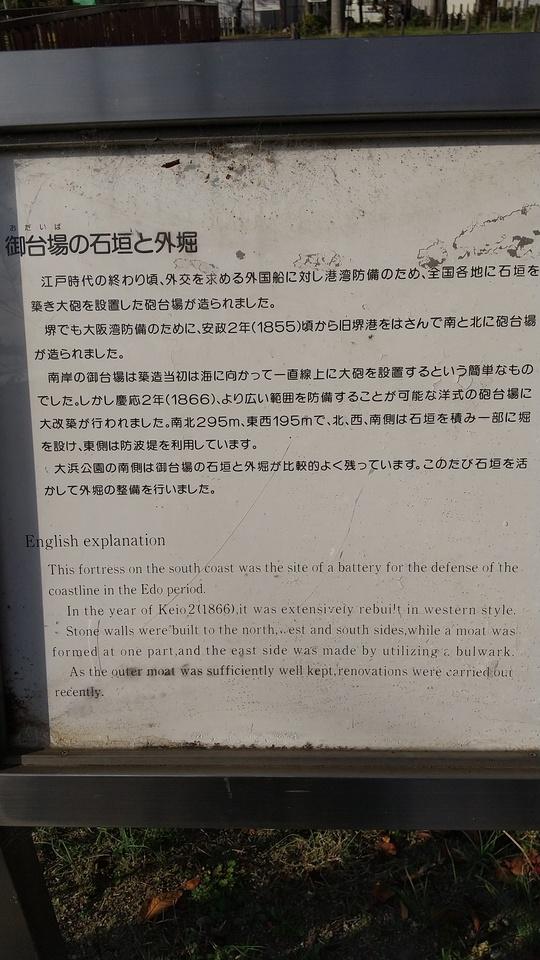 おだいば
御台場の石垣と外堀
江戸時代の終わり頃、外交を求める外国船に対し港湾防備のため、全国各地に石垣を
築き大砲を設置した砲台場が造られました。
堺でも大阪湾防備のために、安政2年(1855)頃から旧堺港をはさんで南と北に砲台場
が造られました。
南岸の御台場は築造当初は海に向かって一直線上に大砲を設置するという簡単なもの
でした。しかし慶応2年(1866)、より広い範囲を防備することが可能な洋式の砲台場に
大改築が行われました。南北295m、東西195mで、北、西、南側は石垣を積み一部に堀
を設け、東側は防波堤を利用しています。
大浜公園の南側は御台場の石垣と外堀が比較的よく残っています。このたび石垣を活
かして外堀の整備を行いました。
English explanation
This fortress on the south coast was the site of a battery for the defense of the
coastline in the Edo period.
In the year of Keio 2(1866),it was extensively rebuilt in western style.
Stone walls were built to the north, and south sides,while a moat was
formed at one part,and the east side was made by utilizing a bulwark.
As the outer moat was sufficiently well kept,renovations were carried out
recently.